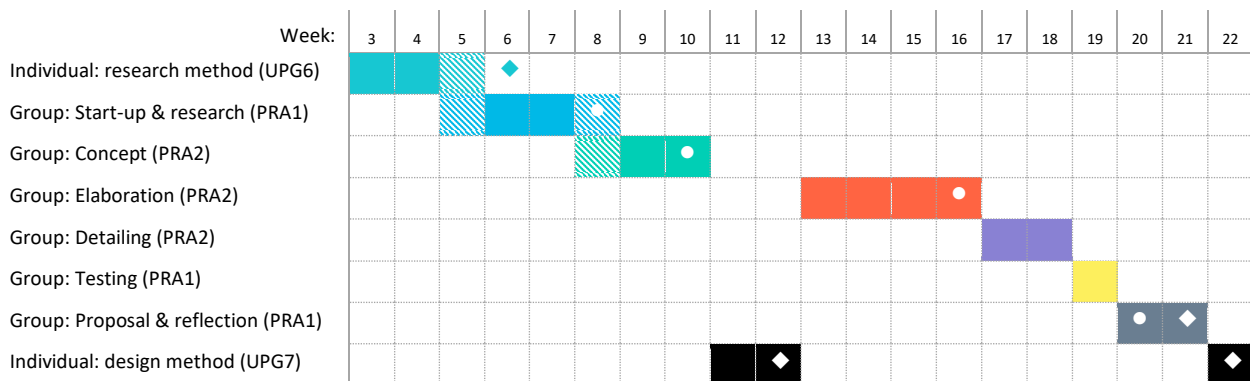 Week: 3 4 5 6 7 8 9 10 11 12 13 14 15 16 17 18 19 20 21 22
Individual: research method (UPG6)
Group: Start-up & research (PRA1)
Group: Concept (PRA2)
Group: Elaboration (PRA2)
Group: Detailing (PRA2)
Group: Testing (PRA1)
Group: Proposal & reflection (PRA1)
Individual: design method (UPG7)